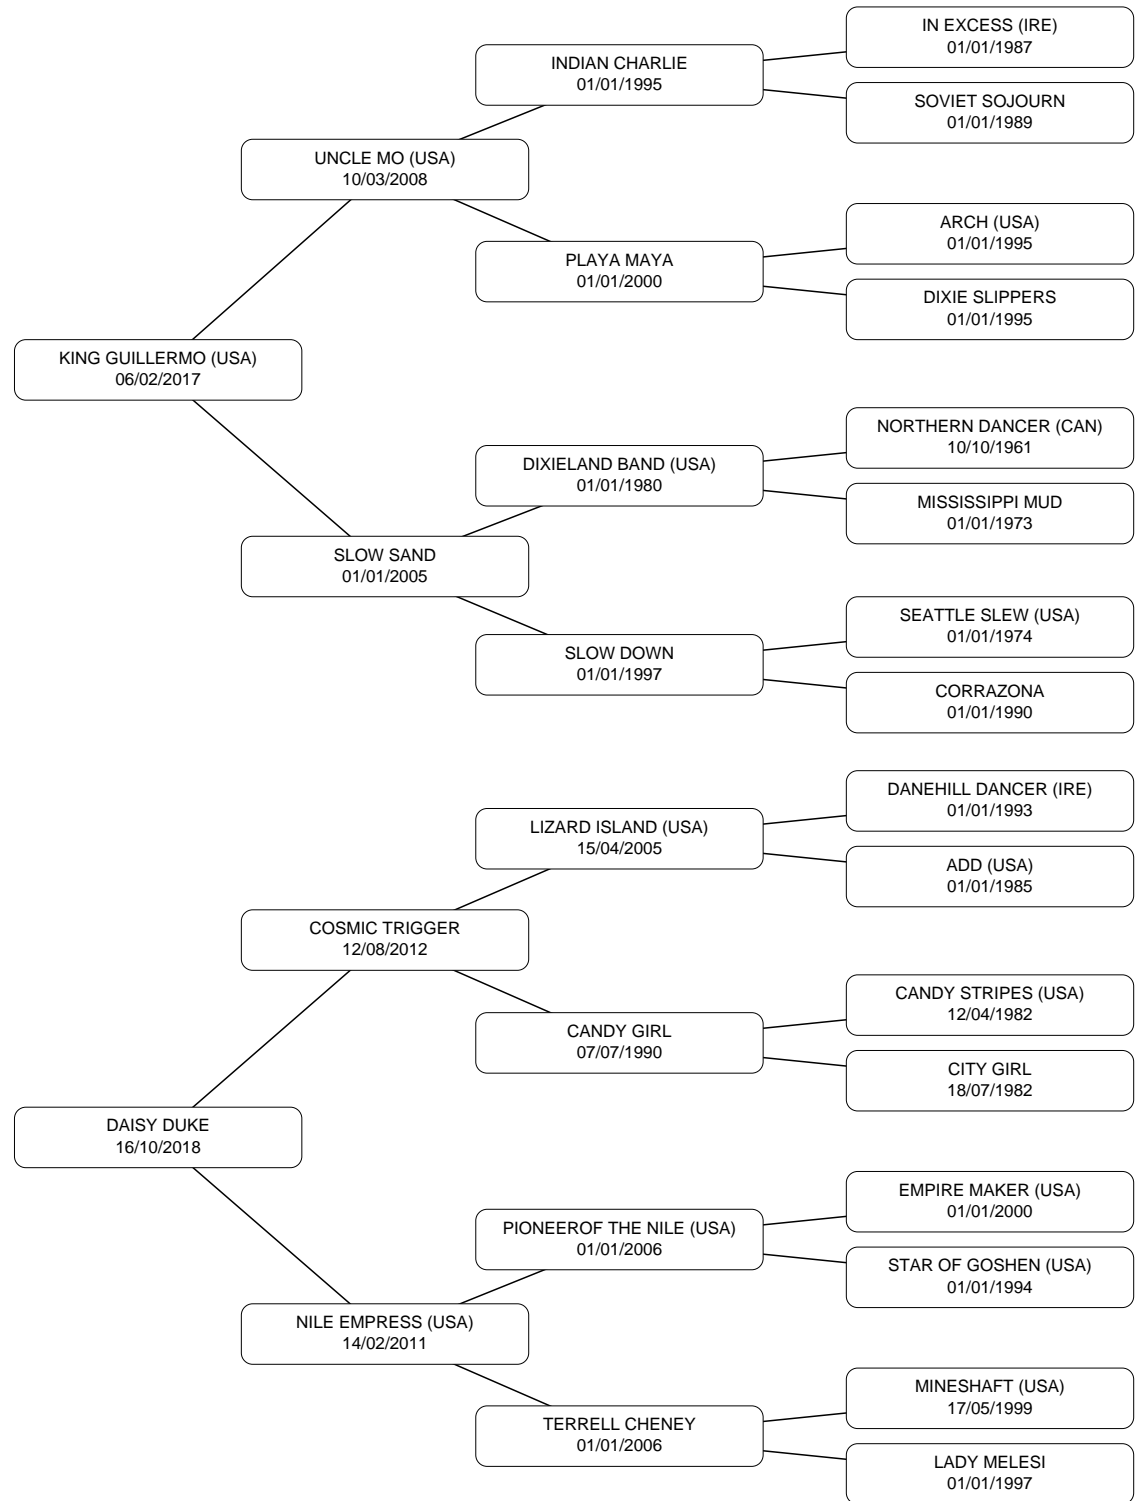 IN EXCESS (IRE)
01/01/1987
INDIAN CHARLIE
01/01/1995
SOVIET SOJOURN
01/01/1989
UNCLE MO (USA)
10/03/2008
ARCH (USA)
01/01/1995
PLAYA MAYA
01/01/2000
DIXIE SLIPPERS
01/01/1995
KING GUILLERMO (USA)
06/02/2017
NORTHERN DANCER (CAN)
10/10/1961
DIXIELAND BAND (USA)
01/01/1980
MISSISSIPPI MUD
01/01/1973
SLOW SAND
01/01/2005
SEATTLE SLEW (USA)
01/01/1974
SLOW DOWN
01/01/1997
CORRAZONA
01/01/1990
DANEHILL DANCER (IRE)
01/01/1993
LIZARD ISLAND (USA)
15/04/2005
ADD (USA)
01/01/1985
COSMIC TRIGGER
12/08/2012
CANDY STRIPES (USA)
12/04/1982
CANDY GIRL
07/07/1990
CITY GIRL
18/07/1982
DAISY DUKE
16/10/2018
EMPIRE MAKER (USA)
01/01/2000
PIONEEROF THE NILE (USA)
01/01/2006
STAR OF GOSHEN (USA)
01/01/1994
NILE EMPRESS (USA)
14/02/2011
MINESHAFT (USA)
17/05/1999
TERRELL CHENEY
01/01/2006
LADY MELESI
01/01/1997